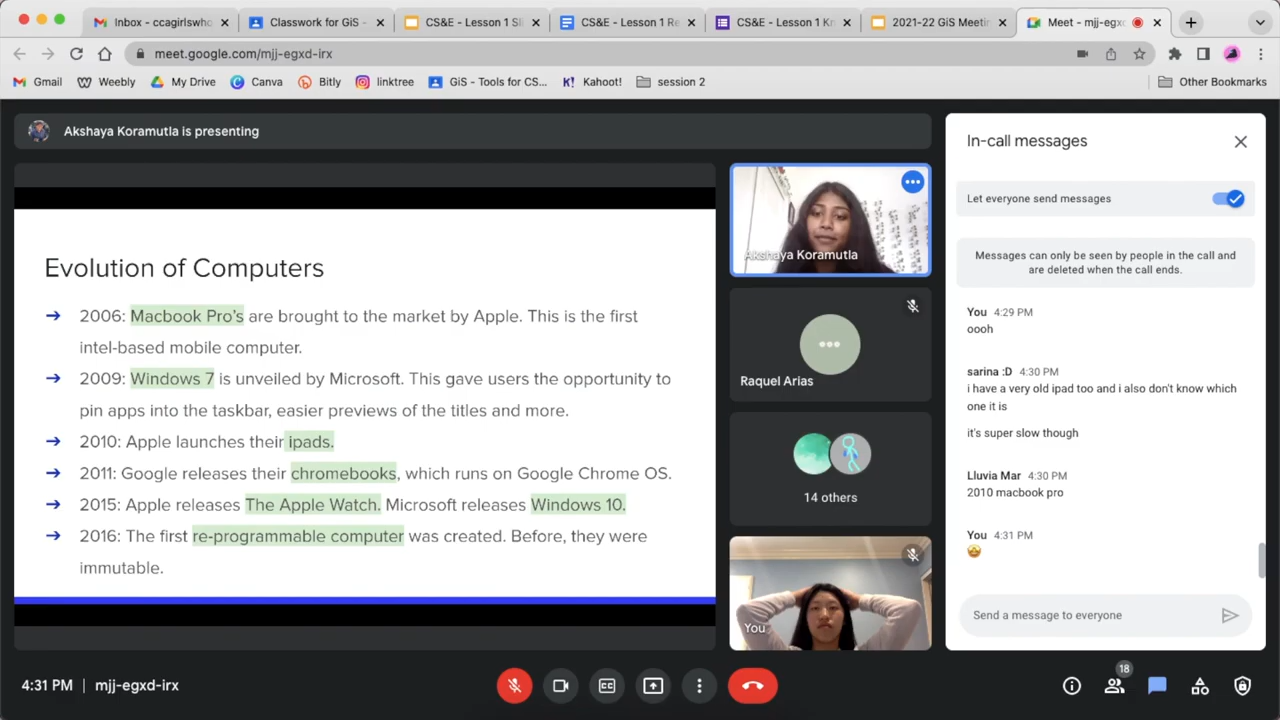 Inbox - ccagirlswho
Classwork for GiS -
CS&E - Lesson 1 Sl
CS&E - Lesson 1 Re
CS&E - Lesson 1 Kn
2021-22 GiS Meetin
Meet - mjj-egxd
meet.google.com/mjj-egxd-irx
Gmail
Weebly
My Drive
Canva
Bitly
linktree
GiS - Tools for CS...
Kahoot!
session 2
Other Bookmarks
Akshaya Koramutla is presenting
Evolution of Computers
2006: Macbook Pro's are brought to the market by Apple. This is the first
intel-based mobile computer.
2009: Windows 7 is unveiled by Microsoft. This gave users the opportunity to
pin apps into the taskbar, easier previews of the titles and more.
2010: Apple launches their ipads.
2011: Google releases their chromebooks, which runs on Google Chrome OS.
2015: Apple releases The Apple Watch. Microsoft releases Windows 10.
2016: The first re-programmable computer was created. Before, they were
immutable.
Akshaya Koramutla
Raquel Arias
14 others
You
In-call messages
Let everyone send messages
Messages can only be seen by people in the call and
are deleted when the call ends.
You 4:29 PM
oooh
sarina :D 4:30 PM
i have a very old ipad too and i also don't know which
one it is
it's super slow though
Lluvia Mar 4:30 PM
2010 macbook pro
You 4:31 PM
🤩
Send a message to everyone
4:31 PM | mjj-egxd-irx
18